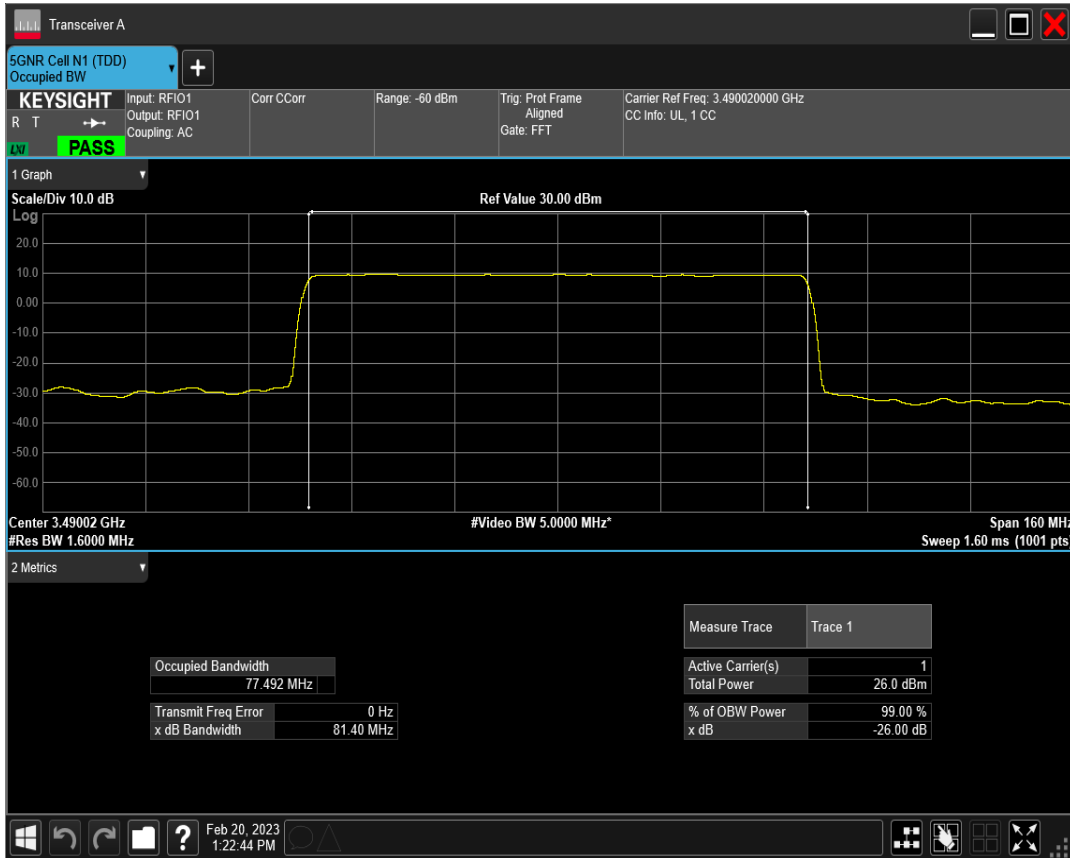 Transceiver A
5GNR Cell N1 (TDD)
Occupied BW
+
KEYSIGHT
R T
LXI
PASS
Input: RFIO1
Output: RFIO1
Coupling: AC
Corr CCorr
Range: -60 dBm
Trig: Prot Frame
Aligned
Gate: FFT
Carrier Ref Freq: 3.490020000 GHz
CC Info: UL, 1 CC
1 Graph
Scale/Div 10.0 dB
Ref Value 30.00 dBm
Log
20.0
10.0
0.00
-10.0
-20.0
-30.0
-40.0
-50.0
-60.0
Center 3.49002 GHz
#Video BW 5.0000 MHz*
Span 160 MHz
#Res BW 1.6000 MHz
Sweep 1.60 ms (1001 pts)
2 Metrics
Measure Trace Trace 1
Occupied Bandwidth
77.492 MHz
Active Carrier(s) 1
Total Power 26.0 dBm
Transmit Freq Error 0 Hz
x dB Bandwidth 81.40 MHz
% of OBW Power 99.00 %
x dB -26.00 dB
?
Feb 20, 2023
1:22:44 PM